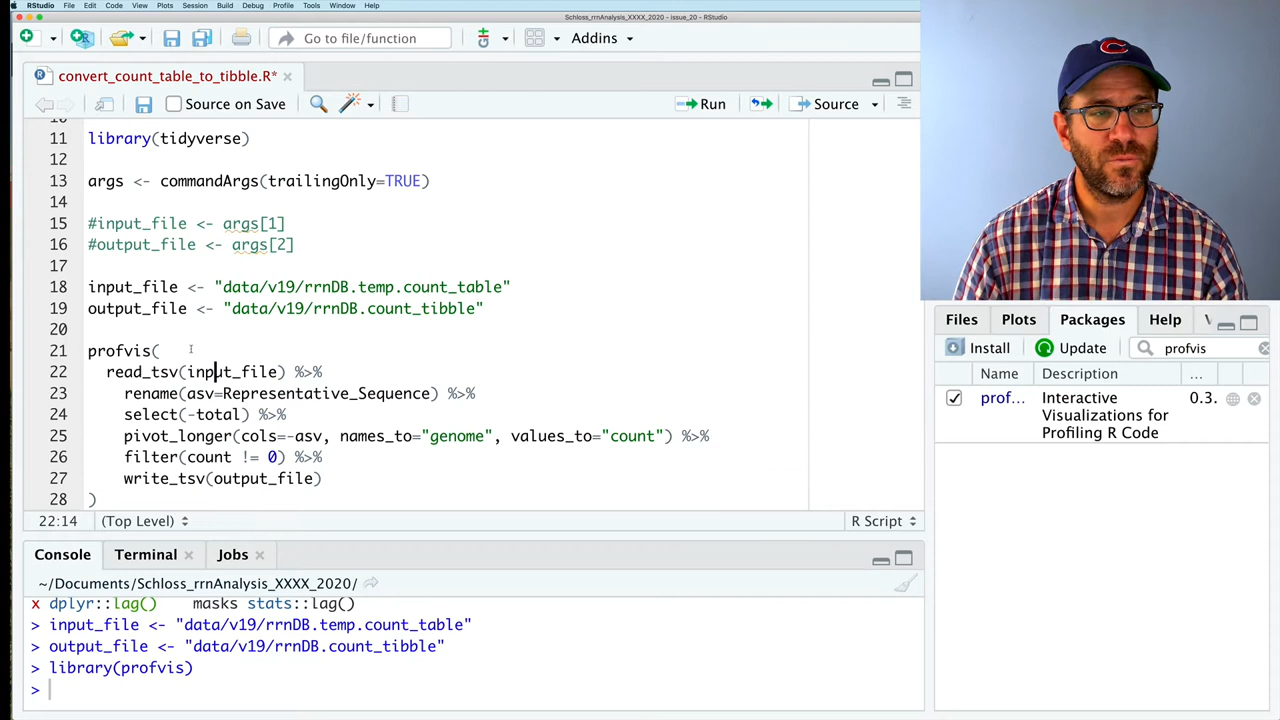 RStudio File Edit Code View Plots Session Build Debug Profile Tools Window Help
Schloss_rrnAnalysis_XXXX_2020 - issue_20 - RStudio
Go to file/function
Addins
convert_count_table_to_tibble.R*
Source on Save
Run
Source
10
11 library(tidyverse)
12
13 args <- commandArgs(trailingOnly=TRUE)
14
15 #input_file <- args[1]
16 #output_file <- args[2]
17
18 input_file <- "data/v19/rrnDB.temp.count_table"
19 output_file <- "data/v19/rrnDB.count_tibble"
20
21 profvis(
22 read_tsv(input_file) %>%
23 rename(asv=Representative_Sequence) %>%
24 select(-total) %>%
25 pivot_longer(cols=-asv, names_to="genome", values_to="count") %>%
26 filter(count != 0) %>%
27 write_tsv(output_file)
28 )
22:14 (Top Level) R Script
Console Terminal Jobs
~/Documents/Schloss_rrnAnalysis_XXXX_2020/
x dplyr::lag() masks stats::lag()
> input_file <- "data/v19/rrnDB.temp.count_table"
> output_file <- "data/v19/rrnDB.count_tibble"
> library(profvis)
>
C
Files Plots Packages Help V
Install Update profvis
Name Description ...
prof... Interactive Visualizations for Profiling R Code 0.3.